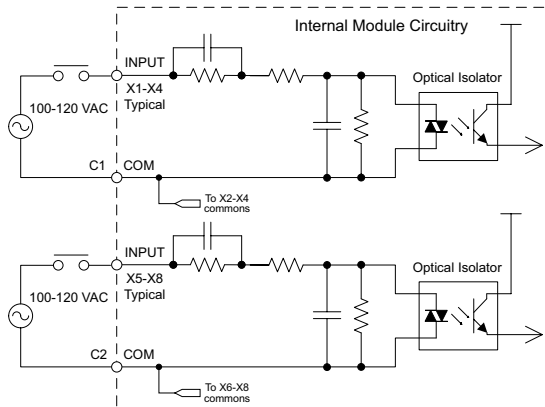 Internal Module Circuitry
INPUT
X1-X4
Typical
Optical Isolator
100-120 VAC
C1
COM
To X2-X4
commons
INPUT
X5-X8
Typical
Optical Isolator
100-120 VAC
C2
COM
To X6-X8
commons